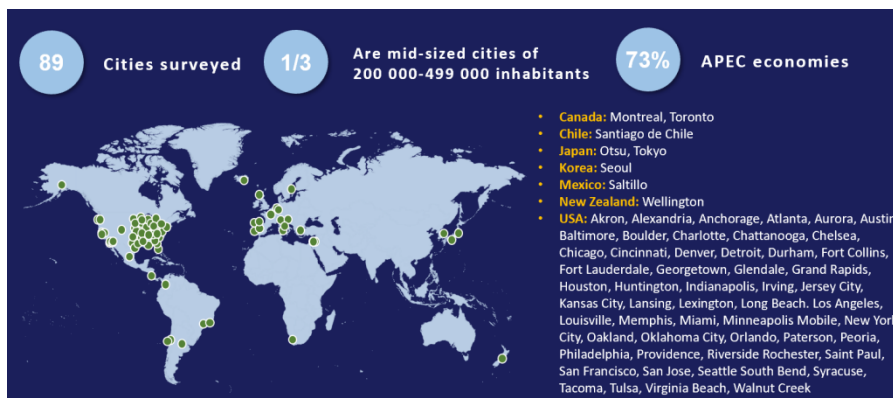 89
Cities surveyed
1/3
Are mid-sized cities of
200 000-499 000 inhabitants
73%
APEC economies
• Canada: Montreal, Toronto
• Chile: Santiago de Chile
• Japan: Otsu, Tokyo
• Korea: Seoul
• Mexico: Saltillo
• New Zealand: Wellington
• USA: Akron, Alexandria, Anchorage, Atlanta, Aurora, Austin
Baltimore, Boulder, Charlotte, Chattanooga, Chelsea,
Chicago, Cincinnati, Denver, Detroit, Durham, Fort Collins,
Fort Lauderdale, Georgetown, Glendale, Grand Rapids,
Houston, Huntington, Indianapolis, Irving, Jersey City,
Kansas City, Lansing, Lexington, Long Beach. Los Angeles,
Louisville, Memphis, Miami, Minneapolis Mobile, New York
City, Oakland, Oklahoma City, Orlando, Paterson, Peoria,
Philadelphia, Providence, Riverside Rochester, Saint Paul,
San Francisco, San Jose, Seattle South Bend, Syracuse,
Tacoma, Tulsa, Virginia Beach, Walnut Creek